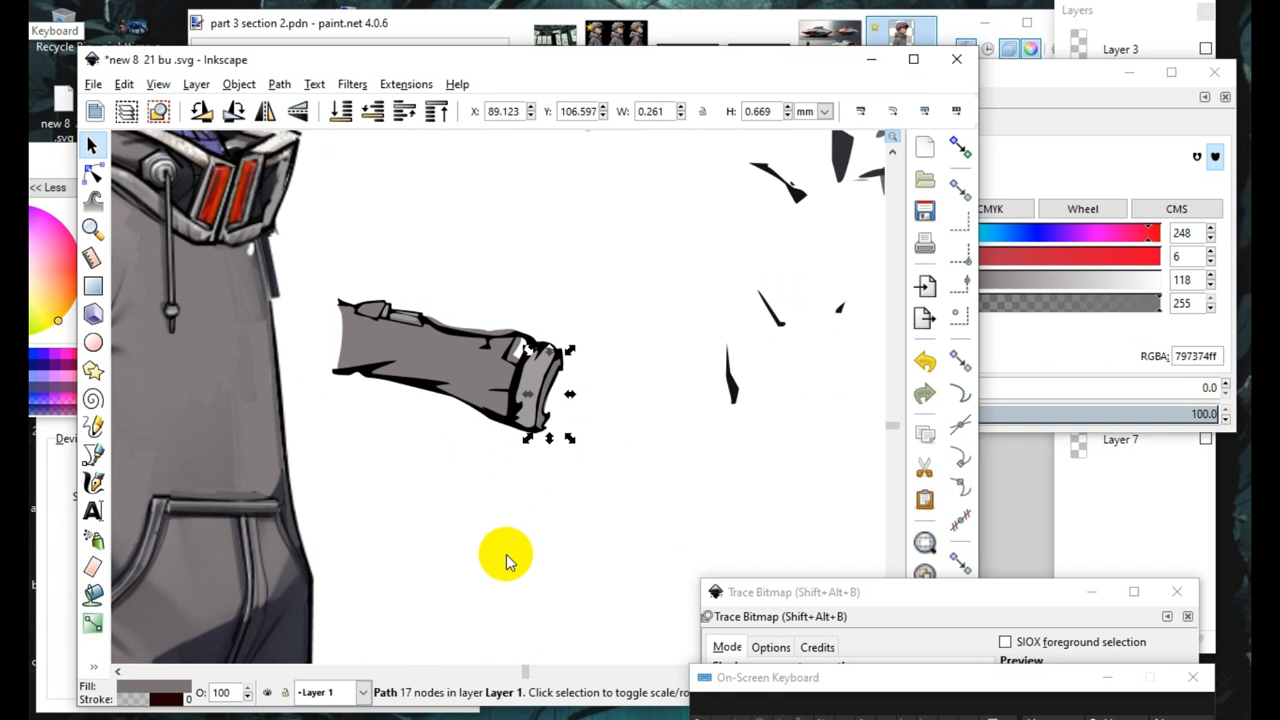 Keyboard
Recycle
new 8
.svg
<< Less
Devi
part 3 section 2.pdn - paint.net 4.0.6
Layers
Layer 3
Layer 7
*new 8 21 bu .svg - Inkscape
File Edit View Layer Object Path Filters Text Extensions Help
X: 89.123 Y: 106.597 W: 0.261 H: 0.669 mm
CMYK Wheel CMS
248
6
118
255
RGBA: 797374ff
0.0
100.0
Trace Bitmap (Shift+Alt+B)
Trace Bitmap (Shift+Alt+B)
Mode Options Credits
SIOX foreground selection
Preview
On-Screen Keyboard
Fill:
Stroke: 0
O: 100
Layer 1
Path 17 nodes in layer Layer 1. Click selection to toggle scale/ro